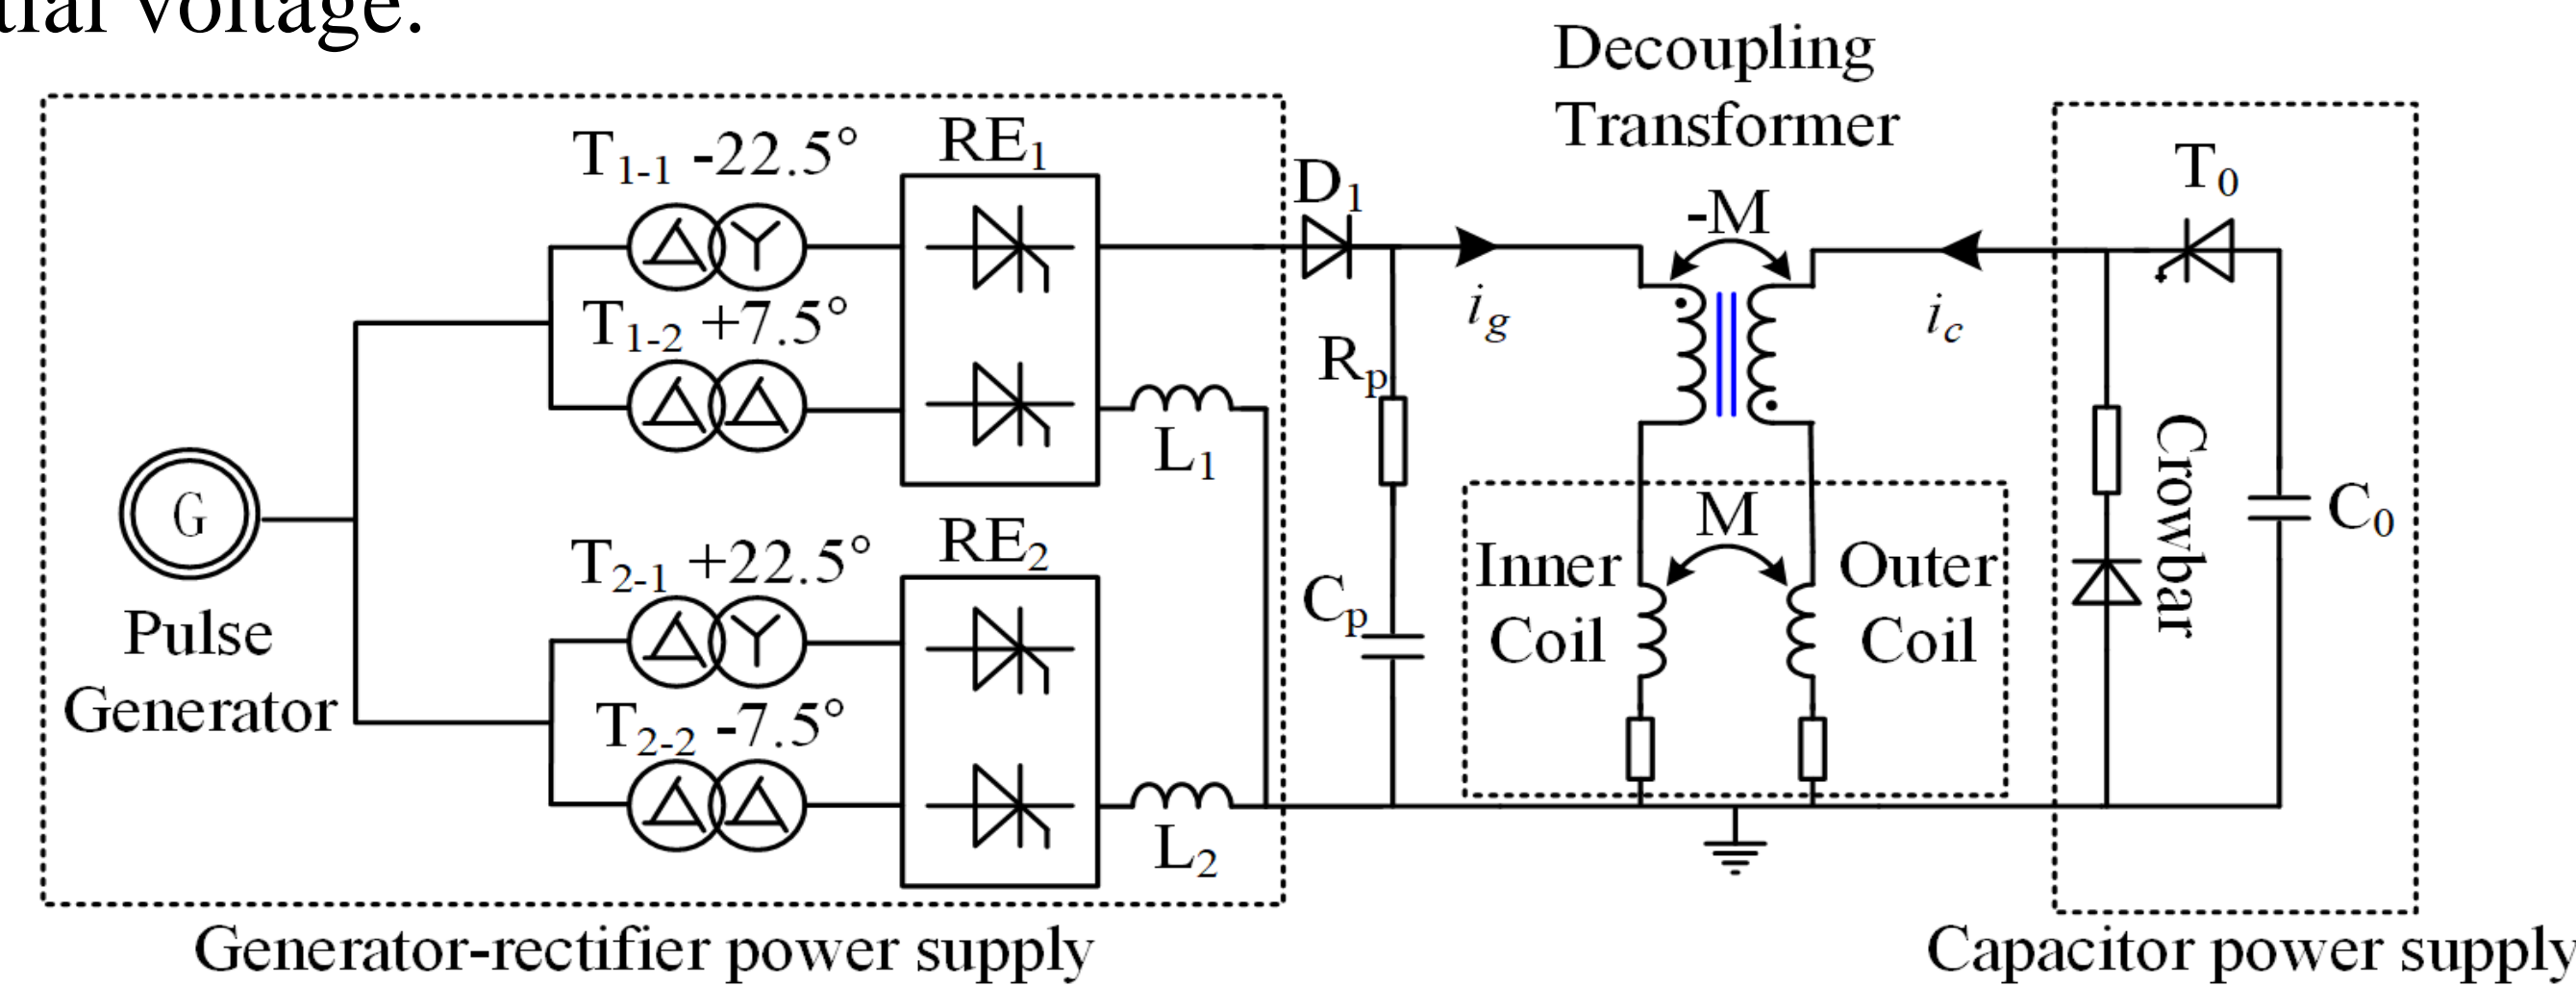 tial voltage.
Decoupling
Transformer
T1-1 -22.5°
RE1
D1
T0
-M
T1-2 +7.5°
ig
ic
Rp
L1
Crowbar
G
M
C0
T2-1 +22.5°
RE2
Inner
Coil
Outer
Coil
Cp
Pulse
Generator
T2-2 -7.5°
L2
Generator-rectifier power supply
Capacitor power supply